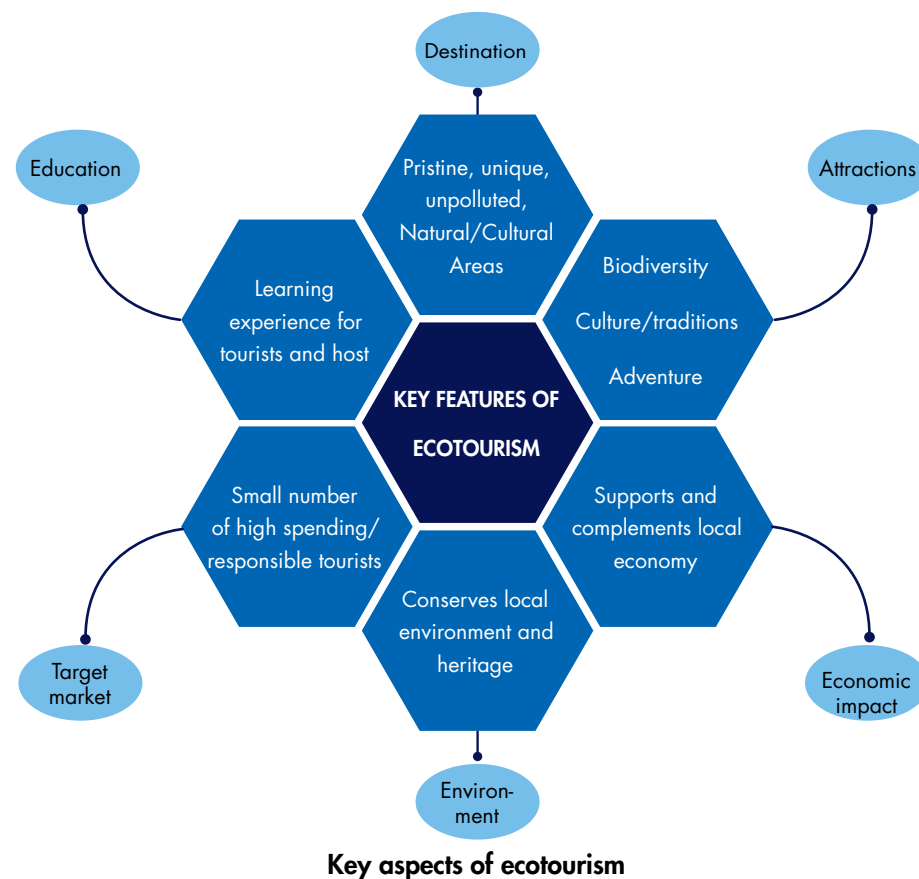 Destination
Education
Attractions
Pristine, unique,
unpolluted,
Natural/Cultural
Areas
Learning
experience for
tourists and host
Biodiversity
Culture/traditions
Adventure
KEY FEATURES OF
ECOTOURISM
Small number
of high spending/
responsible tourists
Supports and
complements local
economy
Conserves local
environment and
heritage
Target
market
Economic
impact
Environ-
ment
Key aspects of ecotourism